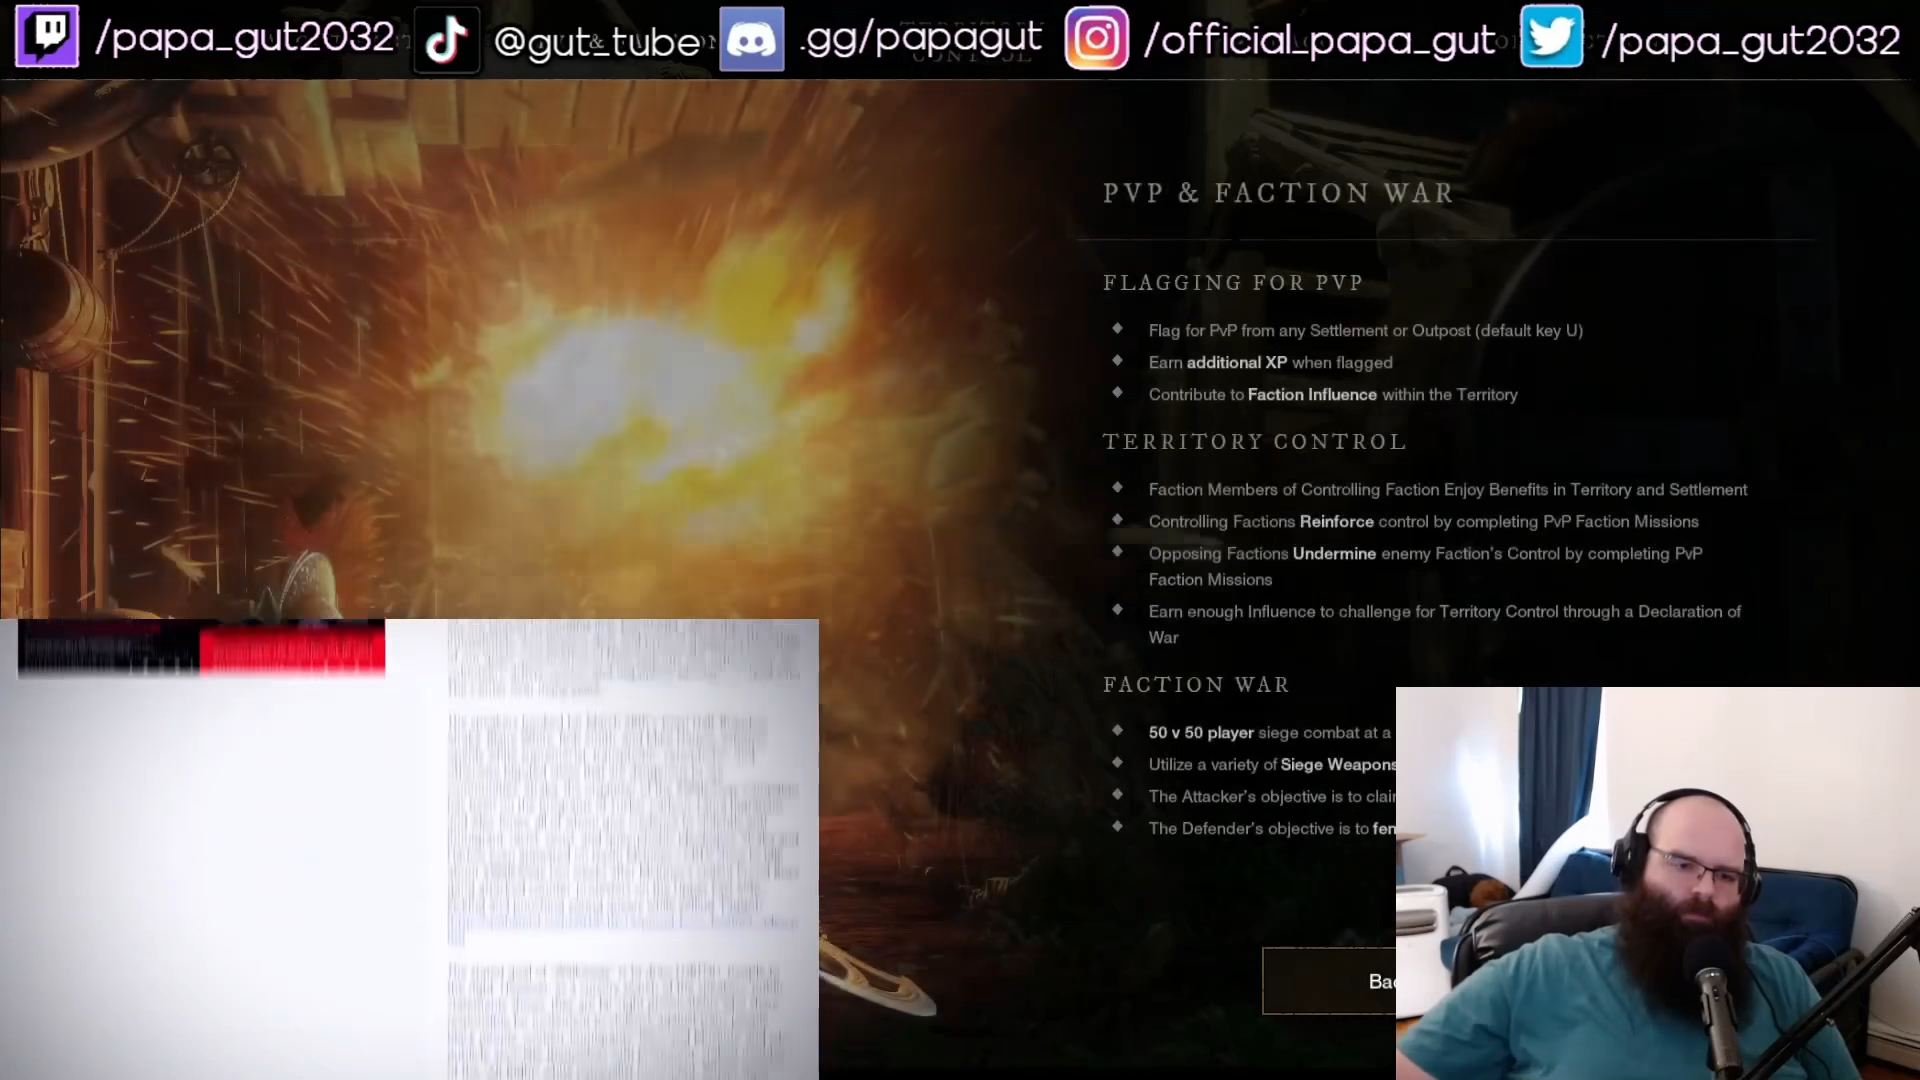 /papa_gut2032 @gut_tube .gg/papagut /official_papa_gut /papa_gut2032
PVP & FACTION WAR
FLAGGING FOR PVP
Flag for PvP from any Settlement or Outpost (default key U)
Earn additional XP when flagged
Contribute to Faction Influence within the Territory
TERRITORY CONTROL
Faction Members of Controlling Faction Enjoy Benefits in Territory and Settlement
Controlling Factions Reinforce control by completing PvP Faction Missions
Opposing Factions Undermine enemy Faction's Control by completing PvP
Faction Missions
Earn enough Influence to challenge for Territory Control through a Declaration of
War
FACTION WAR
50 v 50 player siege combat at a
Utilize a variety of Siege Weapons
The Attacker's objective is to
The Defender's objective is to